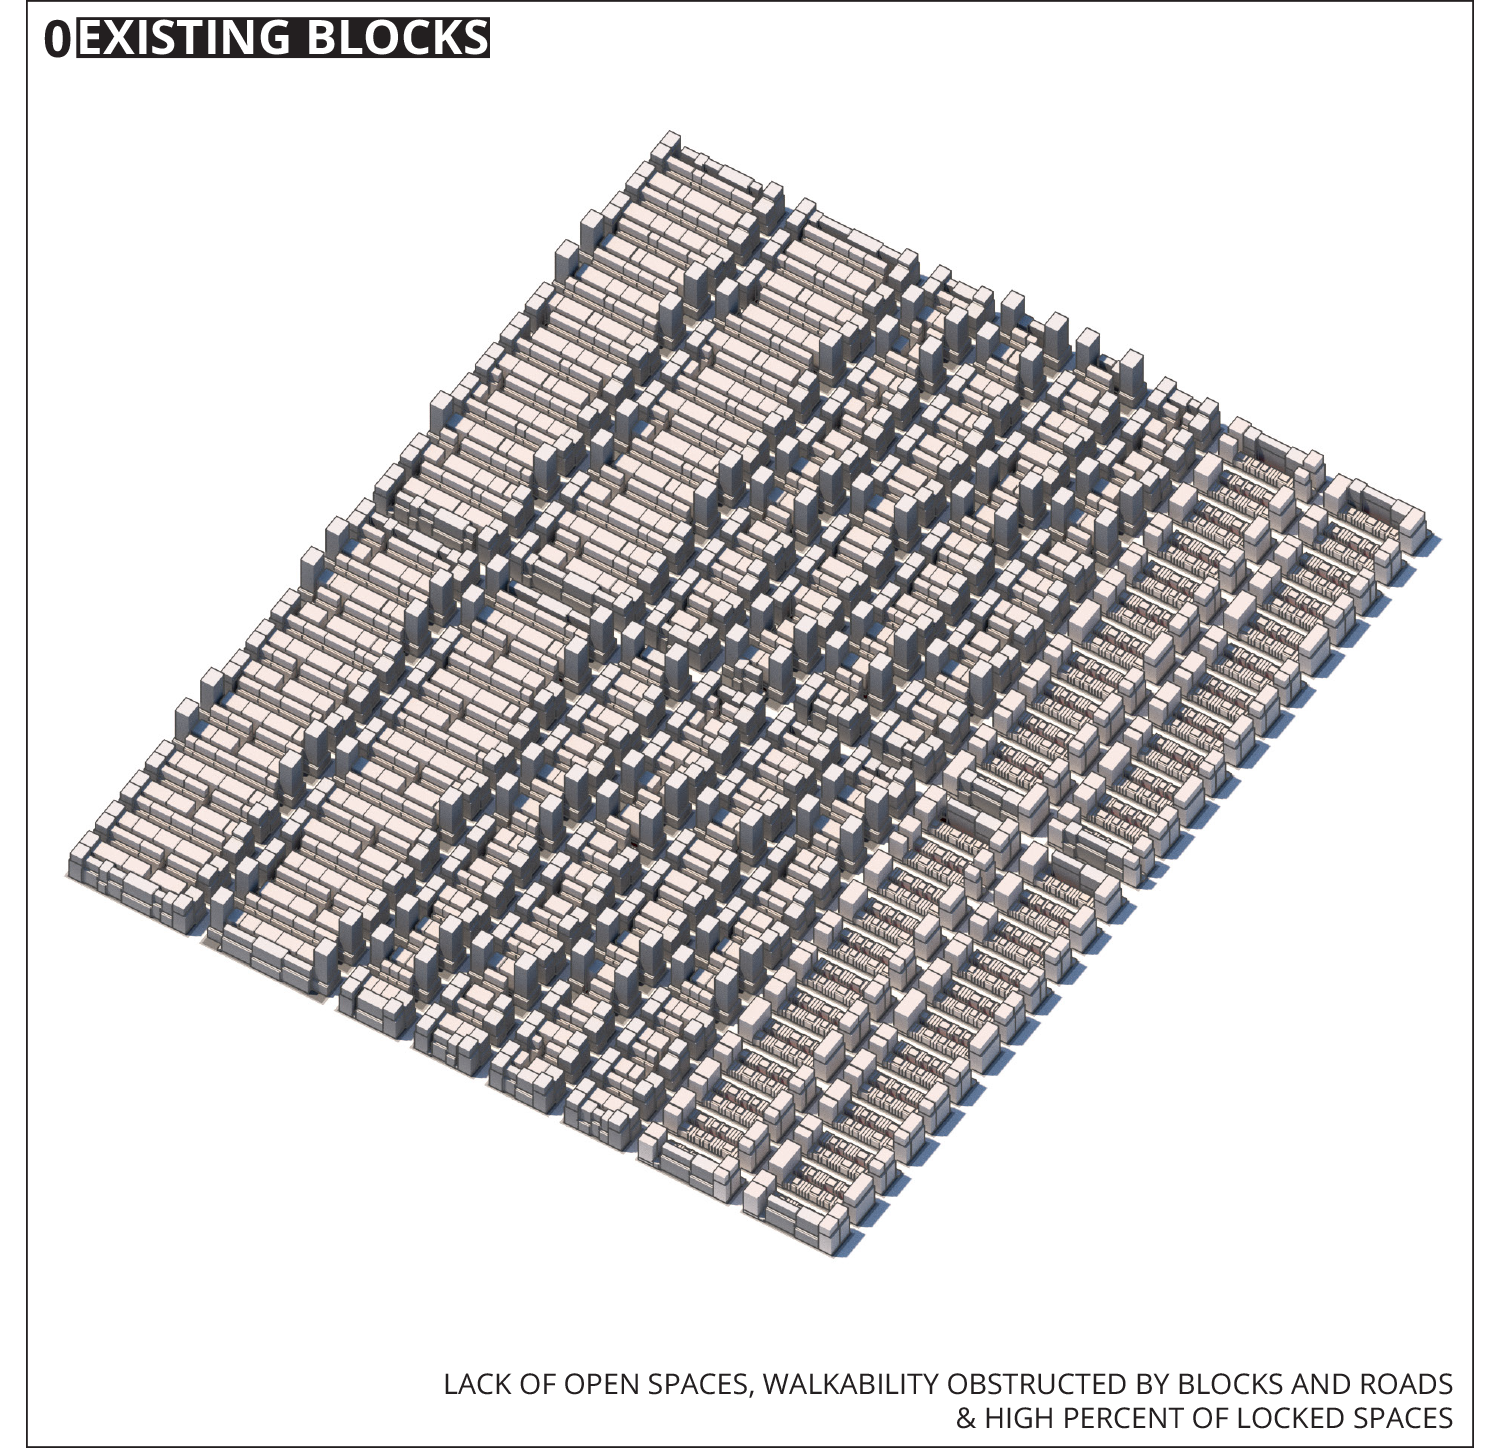 0 EXISTING BLOCKS
LACK OF OPEN SPACES, WALKABILITY OBSTRUCTED BY BLOCKS AND ROADS
& HIGH PERCENT OF LOCKED SPACES